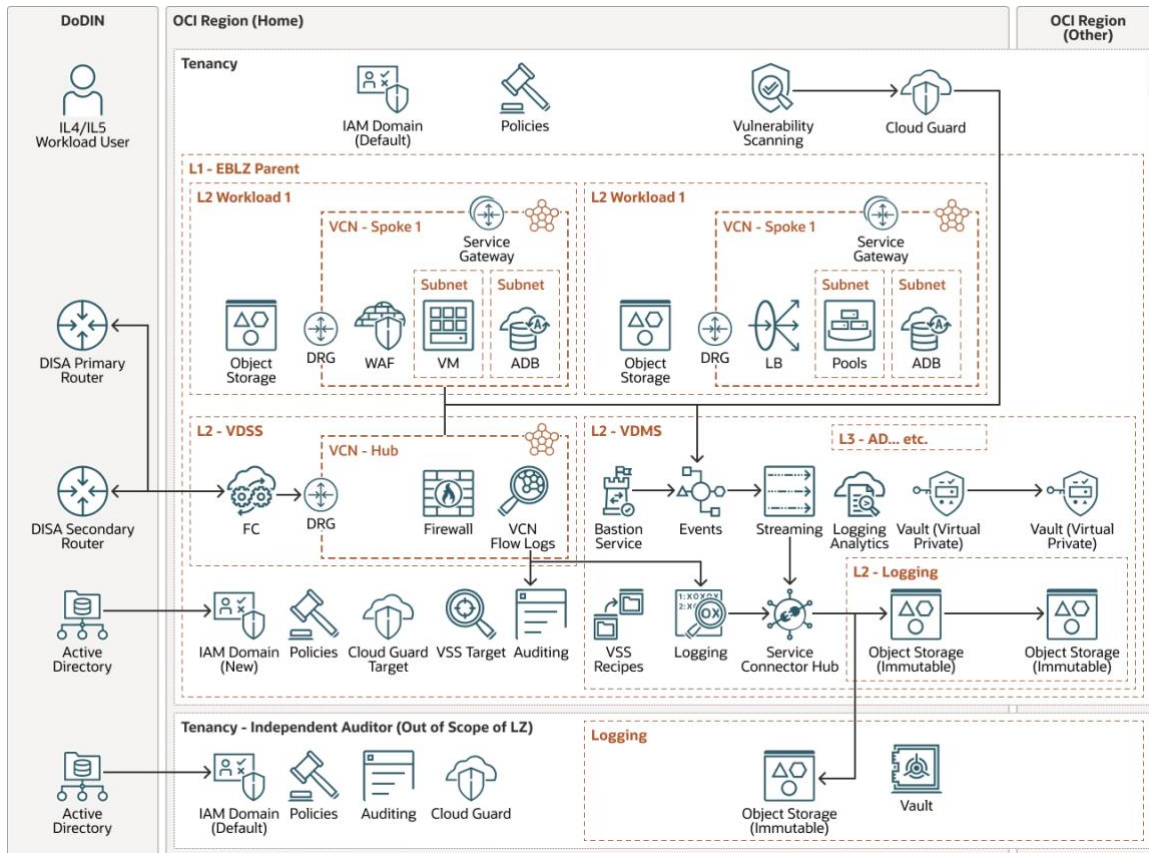 DoDIN
OCI Region (Home)
OCI Region
(Other)
IL4/IL5
Workload User
Tenancy
IAM Domain
(Default)
Policies
Vulnerability
Scanning
Cloud Guard
L1 - EBLZ Parent
L2 Workload 1
VCN - Spoke 1
Service
Gateway
Subnet
Subnet
Object
Storage
DRG
WAF
VM
ADB
L2 Workload 1
VCN - Spoke 1
Service
Gateway
Subnet
Subnet
Object
Storage
DRG
LB
Pools
ADB
DISA Primary
Router
L2 - VDSS
VCN - Hub
FC
DRG
Firewall
VCN
Flow Logs
L2 - VDMS
L3 - AD... etc.
Bastion
Service
Events
Streaming
Logging
Analytics
Vault (Virtual
Private)
Vault (Virtual
Private)
DISA Secondary
Router
Active
Directory
IAM Domain
(New)
Policies
Cloud Guard
Target
VSS Target
Auditing
VSS
Recipes
1:XOXOX
2:X
OX
Logging
Service
Connector Hub
L2 - Logging
Object Storage
(Immutable)
Object Storage
(Immutable)
Tenancy - Independent Auditor (Out of Scope of LZ)
Active
Directory
IAM Domain
(Default)
Policies
Auditing
Cloud Guard
Logging
Object Storage
(Immutable)
Vault